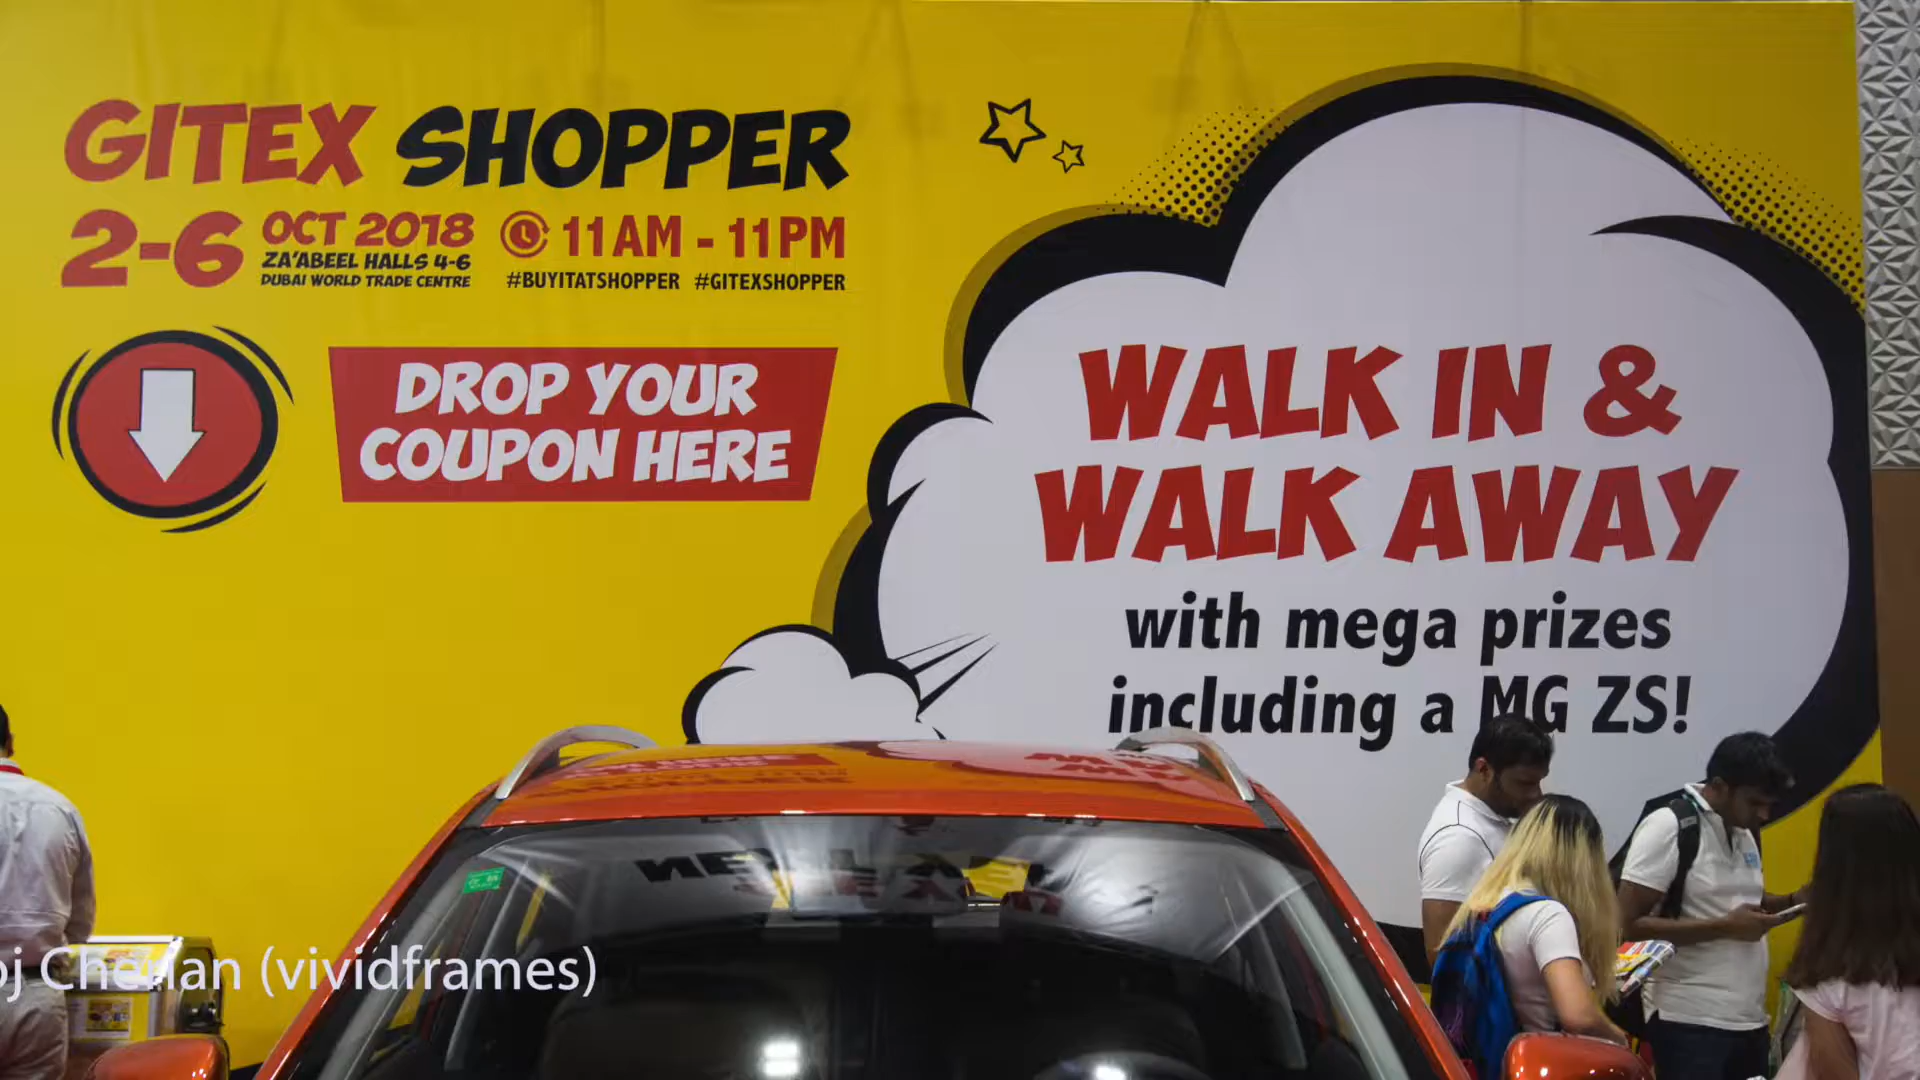 GITEX SHOPPER
2-6 OCT 2018
ZA'ABEEL HALLS 4-6
DUBAI WORLD TRADE CENTRE
11AM - 11PM
#BUYITATSHOPPER #GITEXSHOPPER
DROP YOUR
COUPON HERE
WALK IN &
WALK AWAY
with mega prizes
including a MG ZS!
Cherian (vividframes)